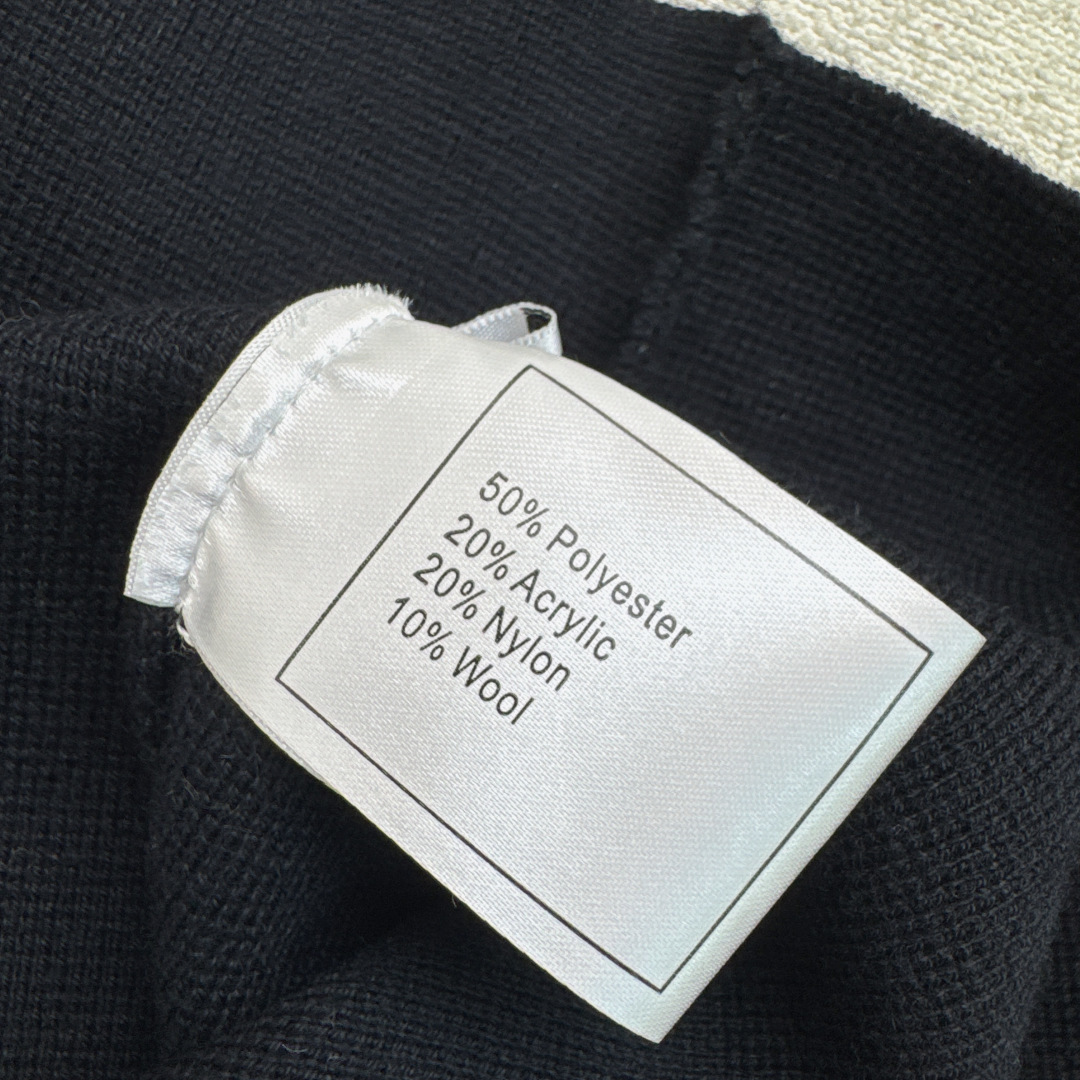 50% Polyester
20% Acrylic
20% Nylon
10% Wool